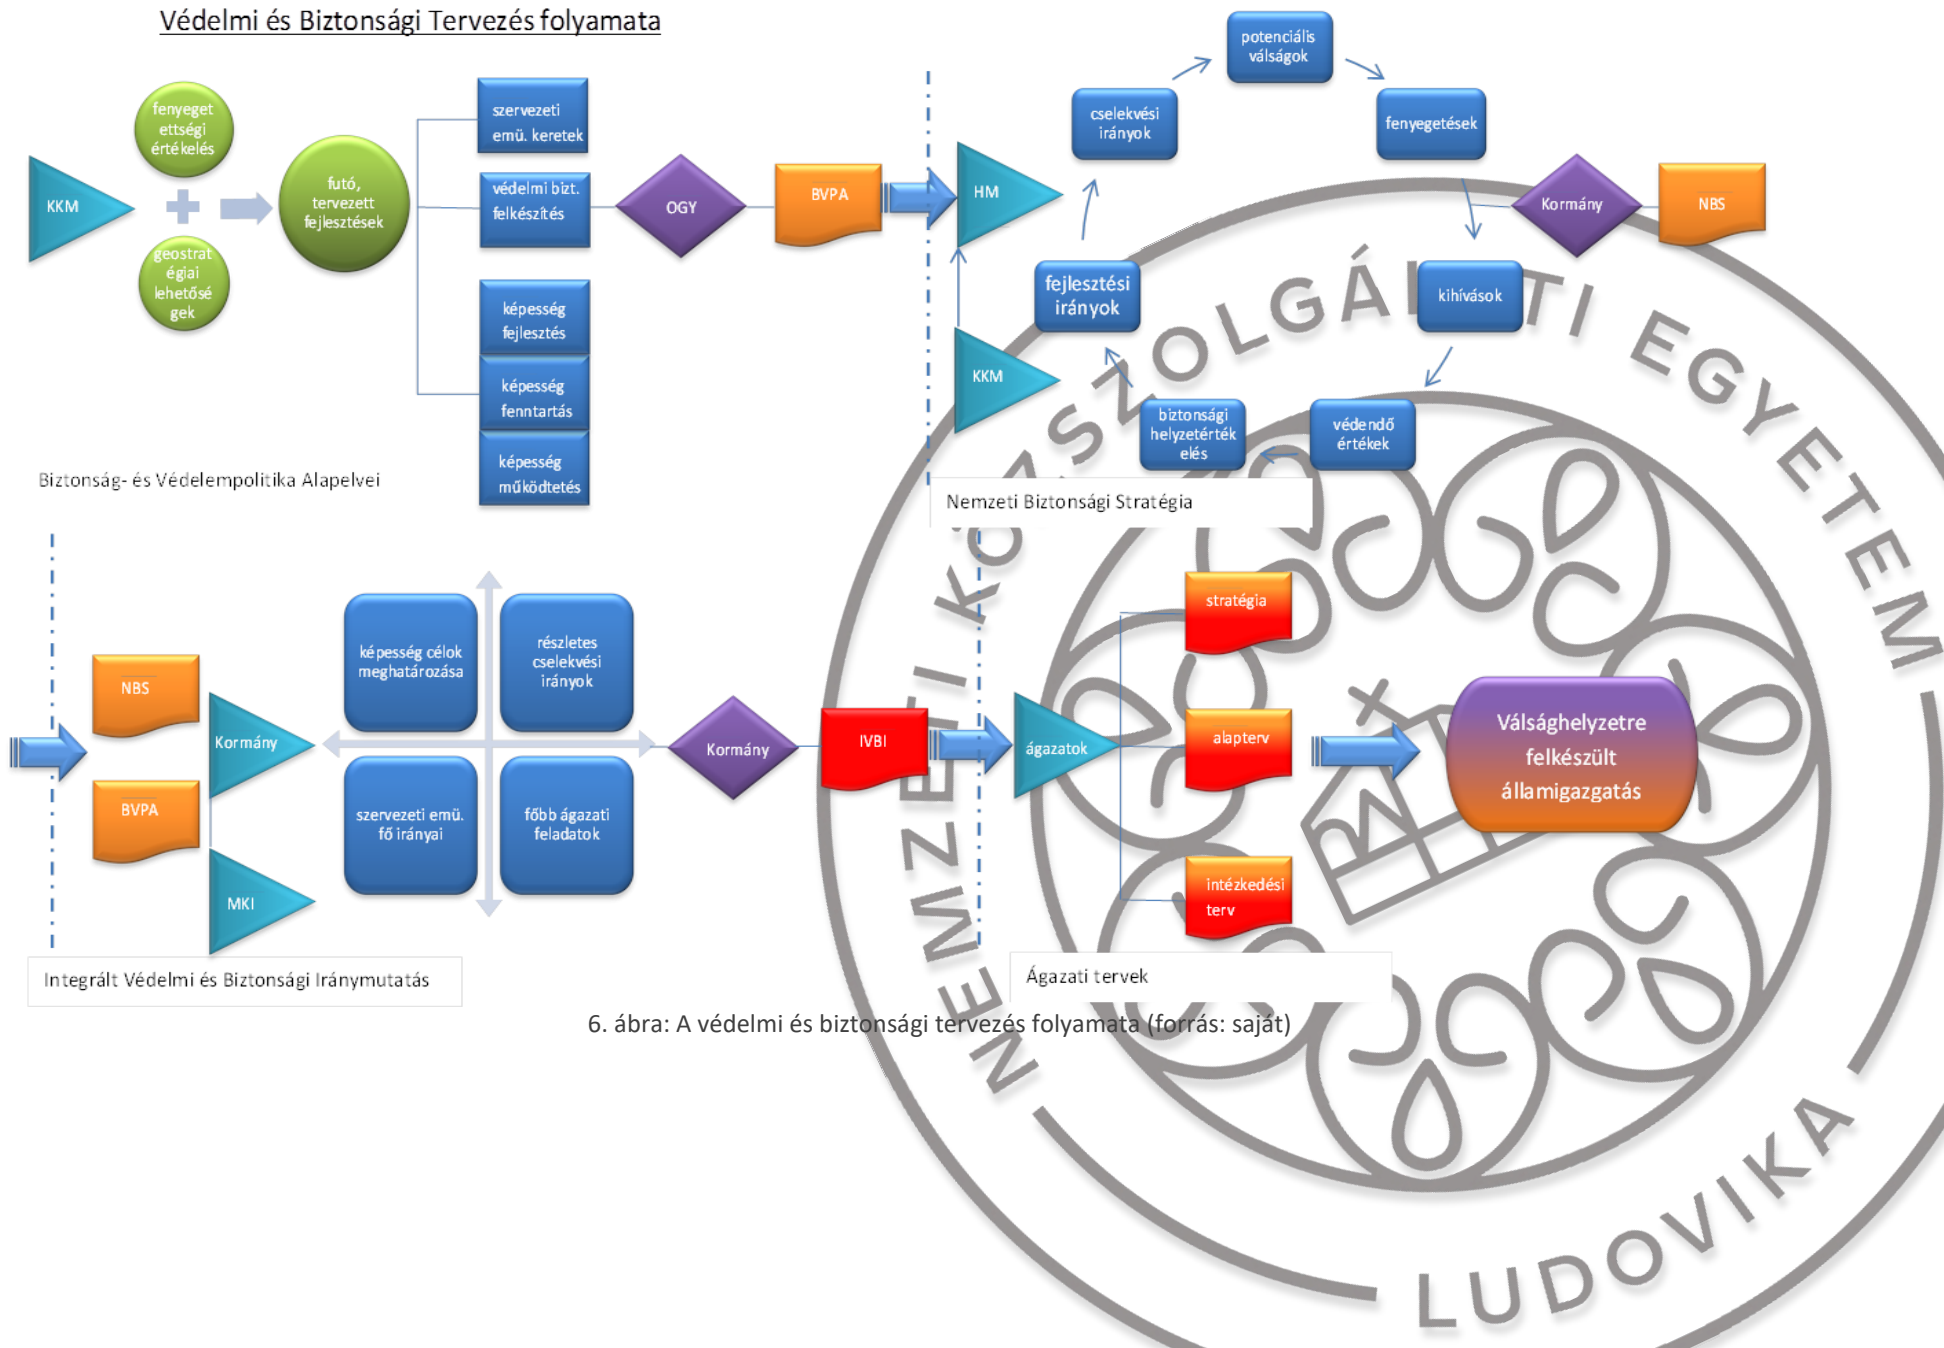 Védelmi és Biztonsági Tervezés folyamata
KKM
fenyeget
ettségi
értékelés
geostrat
égiai
lehetősé
gek
futó,
tervezett
fejlesztések
szervezeti
emü. keretek
védelmi bizt.
felkészítés
képesség
fejlesztés
képesség
fenntartás
képesség
működtetés
OGY
BVPA
Biztonság- és Védelempolitika Alapelvei
HM
KKM
potenciális
válságok
fenyegetések
kihívások
védendő
értékek
biztonsági
helyzetérték
elés
fejlesztési
irányok
cselekvési
irányok
Kormány
NBS
Nemzeti Biztonsági Stratégia
NBS
BVPA
Kormány
MKI
képesség célok
meghatározása
részletes
cselekvési
irányok
szervezeti emü.
fő irányai
főbb ágazati
feladatok
Kormány
IVBI
Integrált Védelmi és Biztonsági Iránymutatás
ágazatok
stratégia
alapterv
intézkedési
terv
Válsághelyzetre
felkészült
államigazgatás
Ágazati tervek
6. ábra: A védelmi és biztonsági tervezés folyamata (forrás: saját)
NEMZETI KÖZSZOLGÁLATI EGYETEM
LUDOVIKA